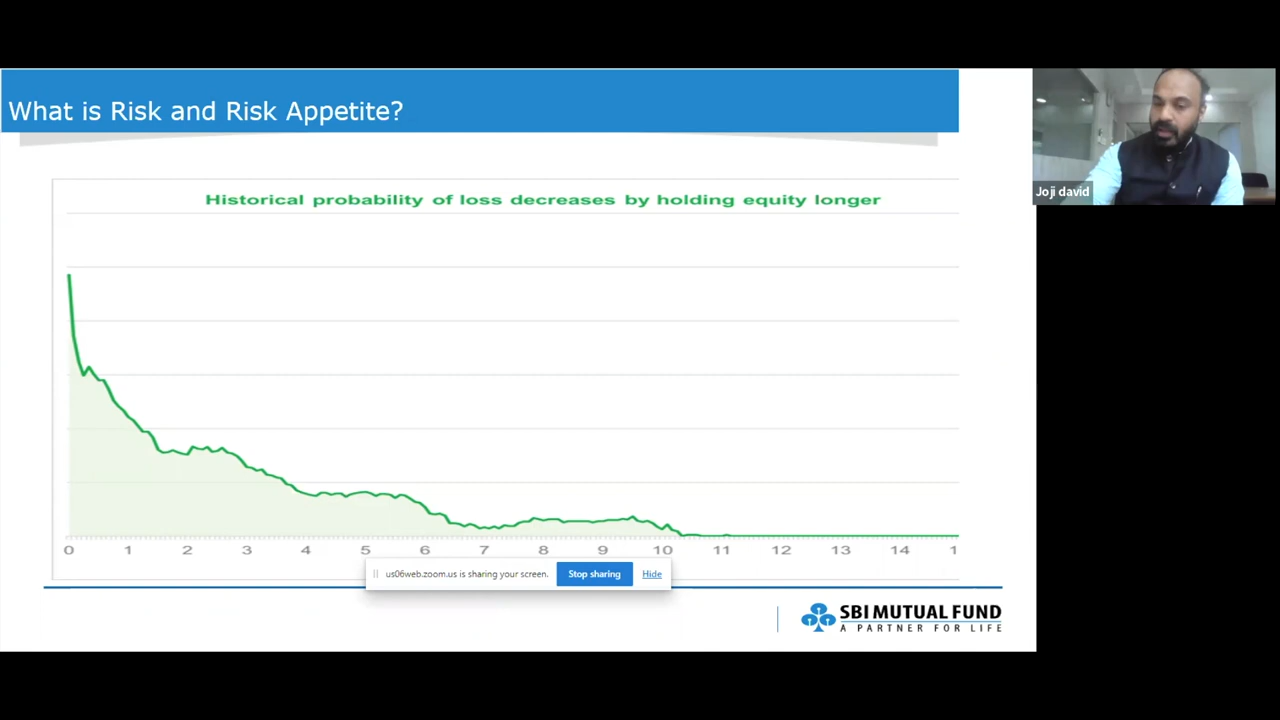 What is Risk and Risk Appetite?
Joji david
Historical probability of loss decreases by holding equity longer
0 1 2 3 4 5 6 7 8 9 10 11 12 13 14 1
us06web.zoom.us is sharing your screen. Stop sharing Hide
SBI MUTUAL FUND
A PARTNER FOR LIFE